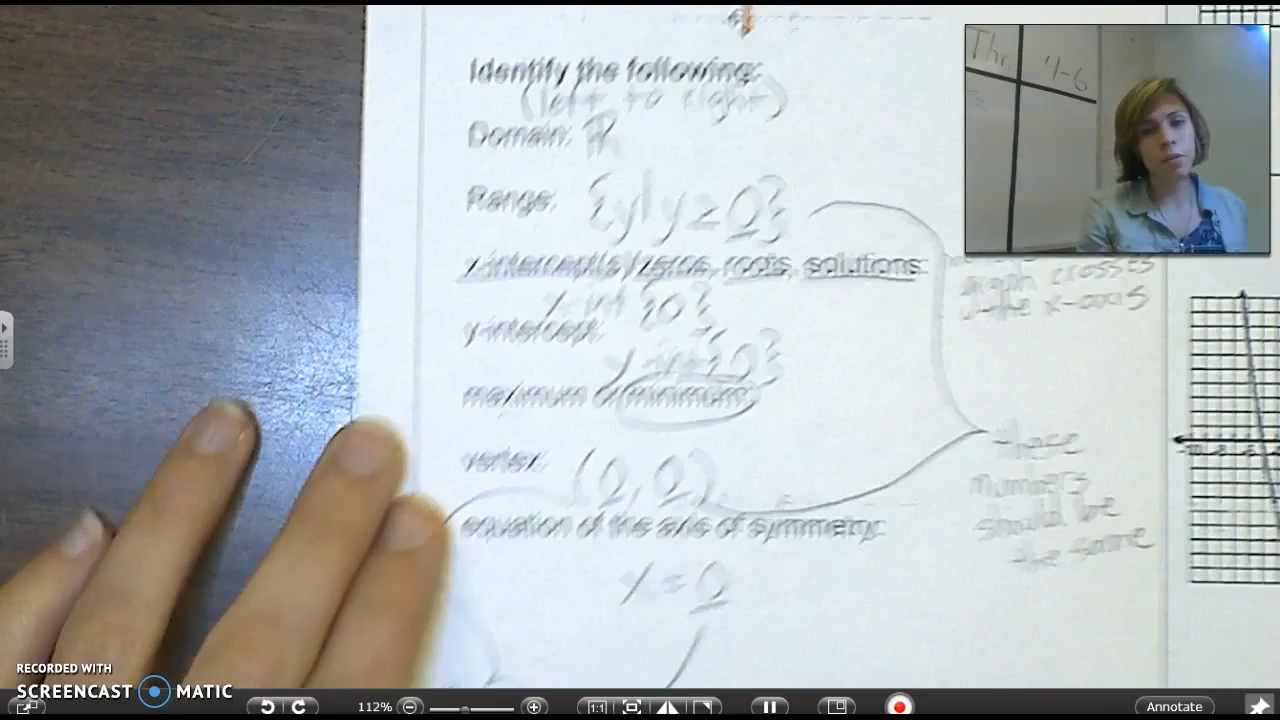 Identify the following:
(left to right)
Domain: ℝ
Range: {y|y ≥ 0}
x-intercepts/zeros, roots, solutions:
x-int {0}
y-intercept:
y-int {0}
maximum or minimum:
vertex: (0, 0)
equation of the axis of symmetry:
x = 0
graph crosses
the x-axis
these
numbers
should be
the same
Thr. 4-6
RECORDED WITH
SCREENCAST MATIC
112%
1:1
Annotate